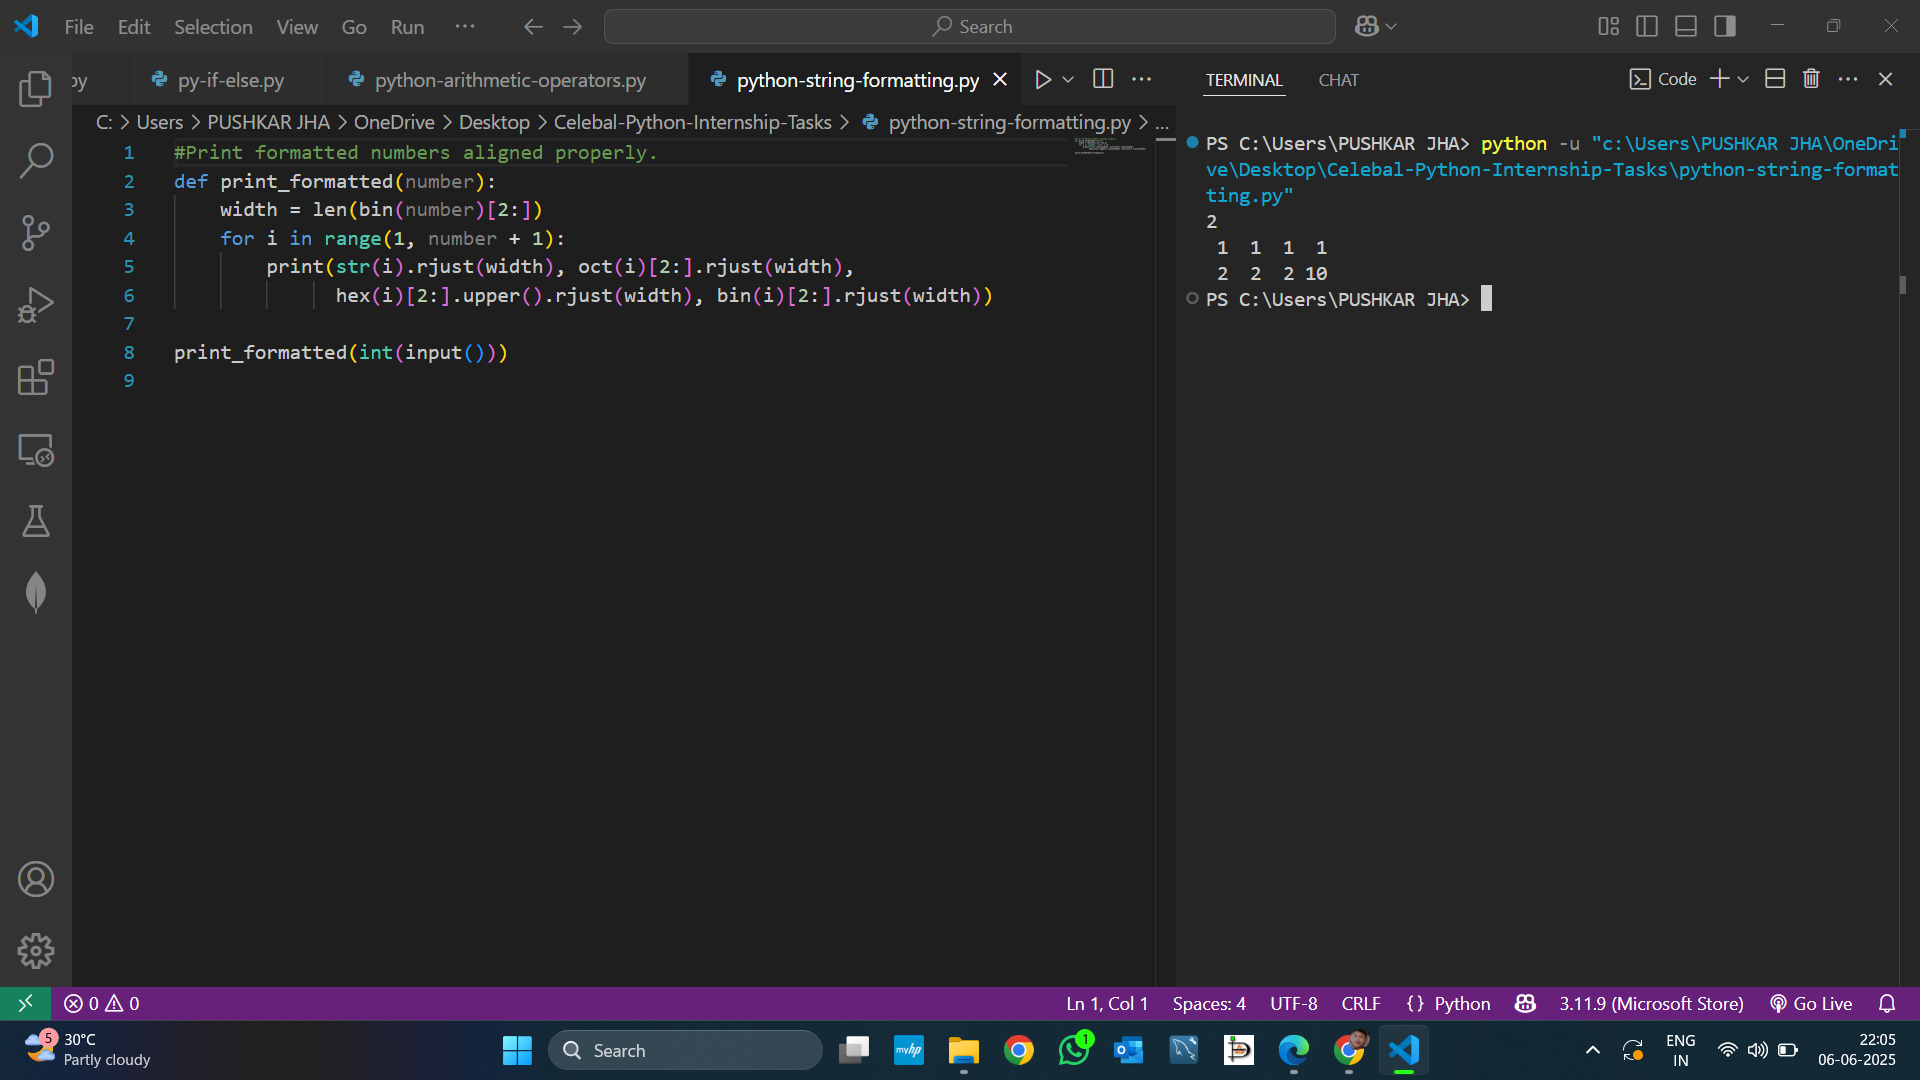 File Edit Selection View Go Run ··· Search
py py-if-else.py python-arithmetic-operators.py python-string-formatting.py
TERMINAL CHAT Code
C: > Users > PUSHKAR JHA > OneDrive > Desktop > Celebal-Python-Internship-Tasks > python-string-formatting.py > ...
1 #Print formatted numbers aligned properly.
2 def print_formatted(number):
3     width = len(bin(number)[2:])
4     for i in range(1, number + 1):
5         print(str(i).rjust(width), oct(i)[2:].rjust(width),
6               hex(i)[2:].upper().rjust(width), bin(i)[2:].rjust(width))
7
8 print_formatted(int(input()))
9
PS C:\Users\PUSHKAR JHA> python -u "c:\Users\PUSHKAR JHA\OneDri
ve\Desktop\Celebal-Python-Internship-Tasks\python-string-format
ting.py"
2
 1  1  1  1
 2  2  2 10
PS C:\Users\PUSHKAR JHA>
0 0 Ln 1, Col 1 Spaces: 4 UTF-8 CRLF {} Python 3.11.9 (Microsoft Store) Go Live
5 30°C
Partly cloudy
Search
myhp
1
ENG
IN
22:05
06-06-2025